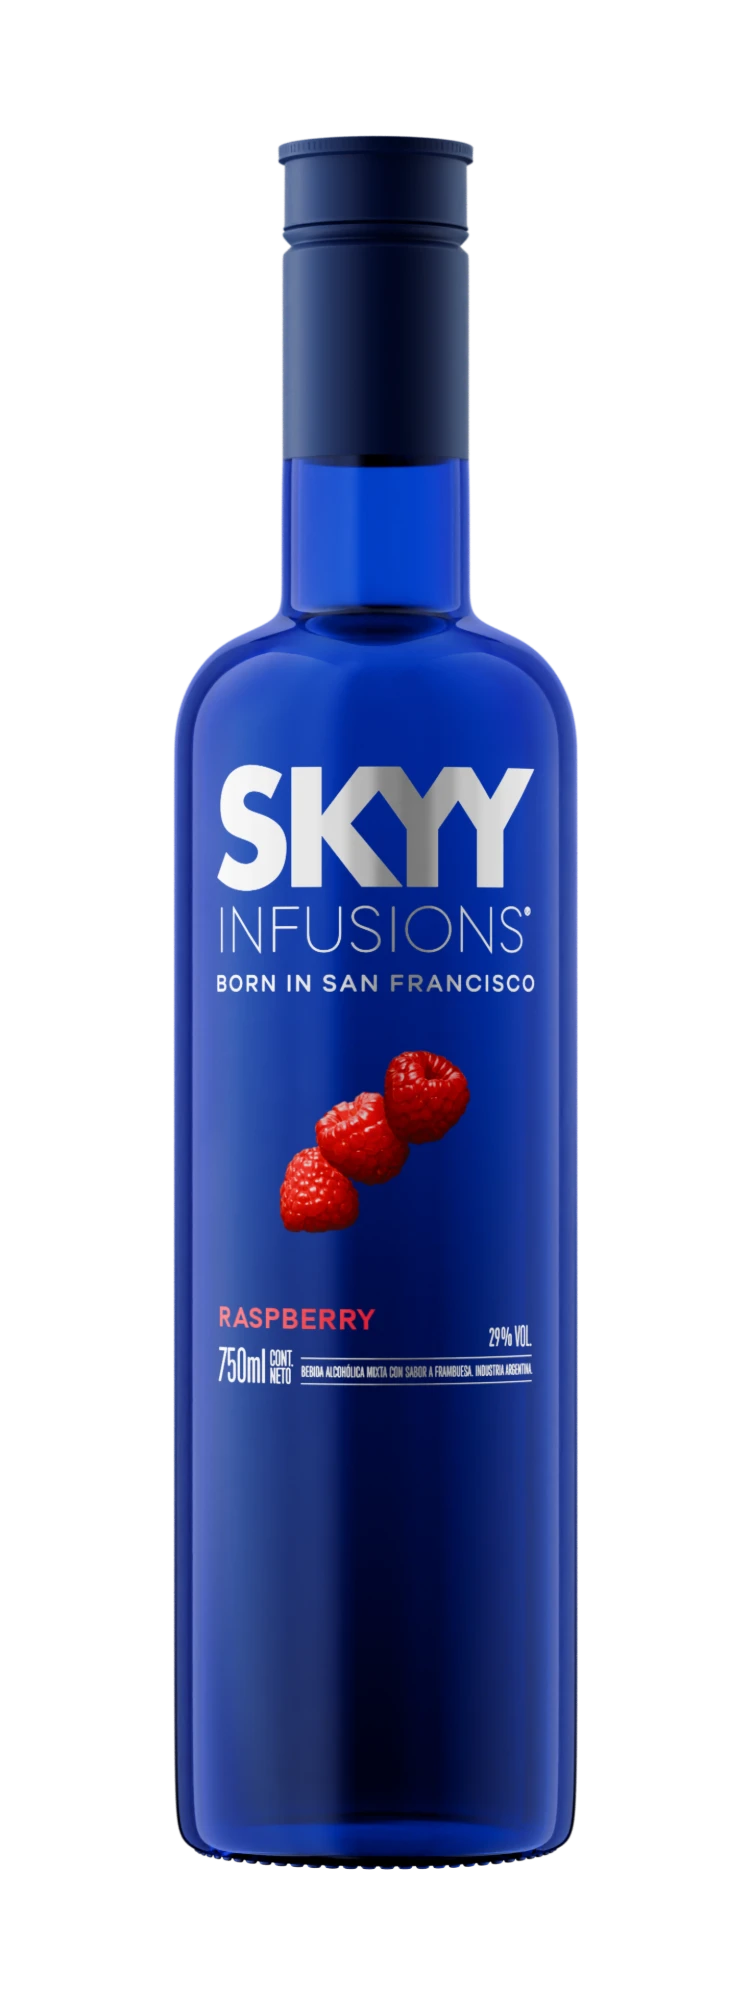 SKYY
INFUSIONS®
BORN IN SAN FRANCISCO
RASPBERRY
29% VOL.
750ml CONT. NETO
BEBIDA ALCOHÓLICA MIXTA CON SABOR A FRAMBUESA. INDUSTRIA ARGENTINA.